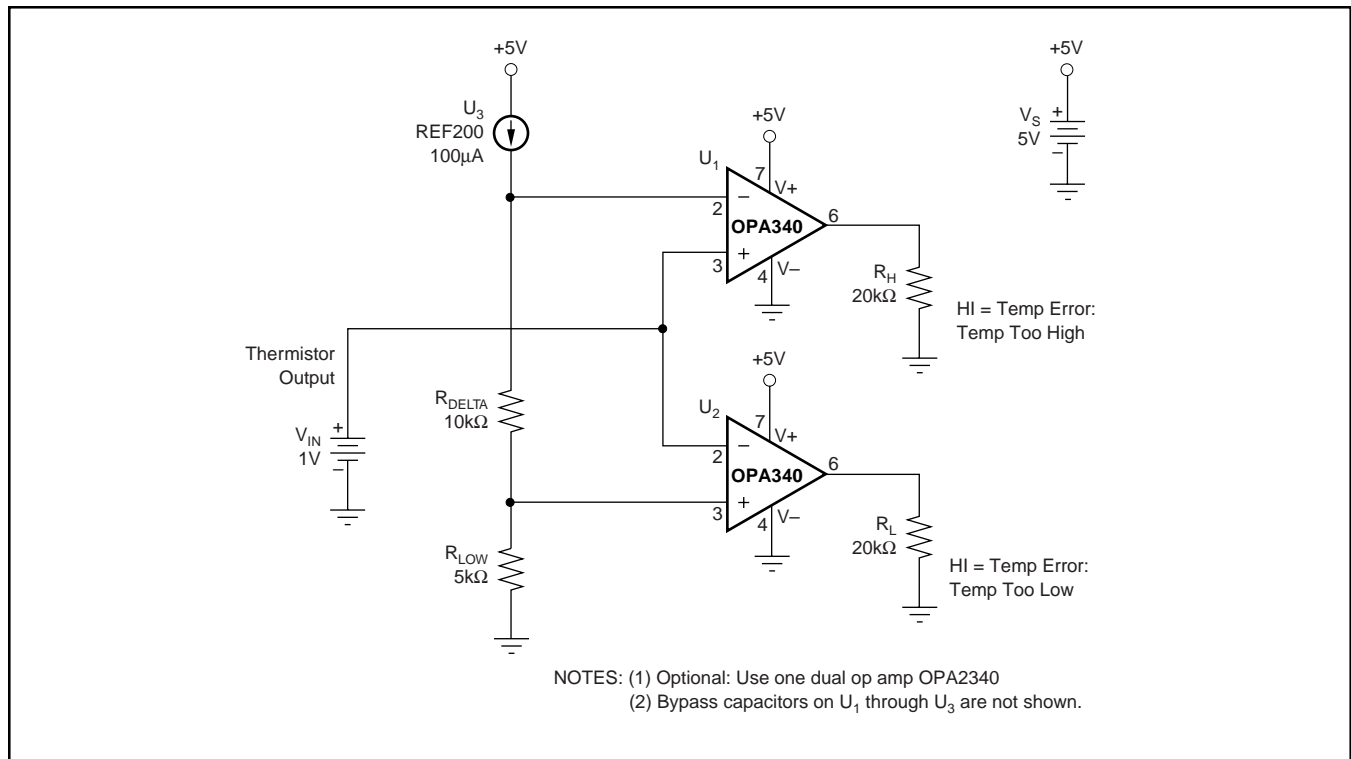 +5V
U3
REF200
100µA
+5V
U1
7
V+
2
−
OPA340
6
+
3
4
V−
RH
20kΩ
HI = Temp Error:
Temp Too High
+5V
VS
5V
+
−
Thermistor
Output
VIN
1V
+
−
RDELTA
10kΩ
RLOW
5kΩ
+5V
U2
7
V+
2
−
OPA340
6
+
3
4
V−
RL
20kΩ
HI = Temp Error:
Temp Too Low
NOTES: (1) Optional: Use one dual op amp OPA2340
(2) Bypass capacitors on U1 through U3 are not shown.